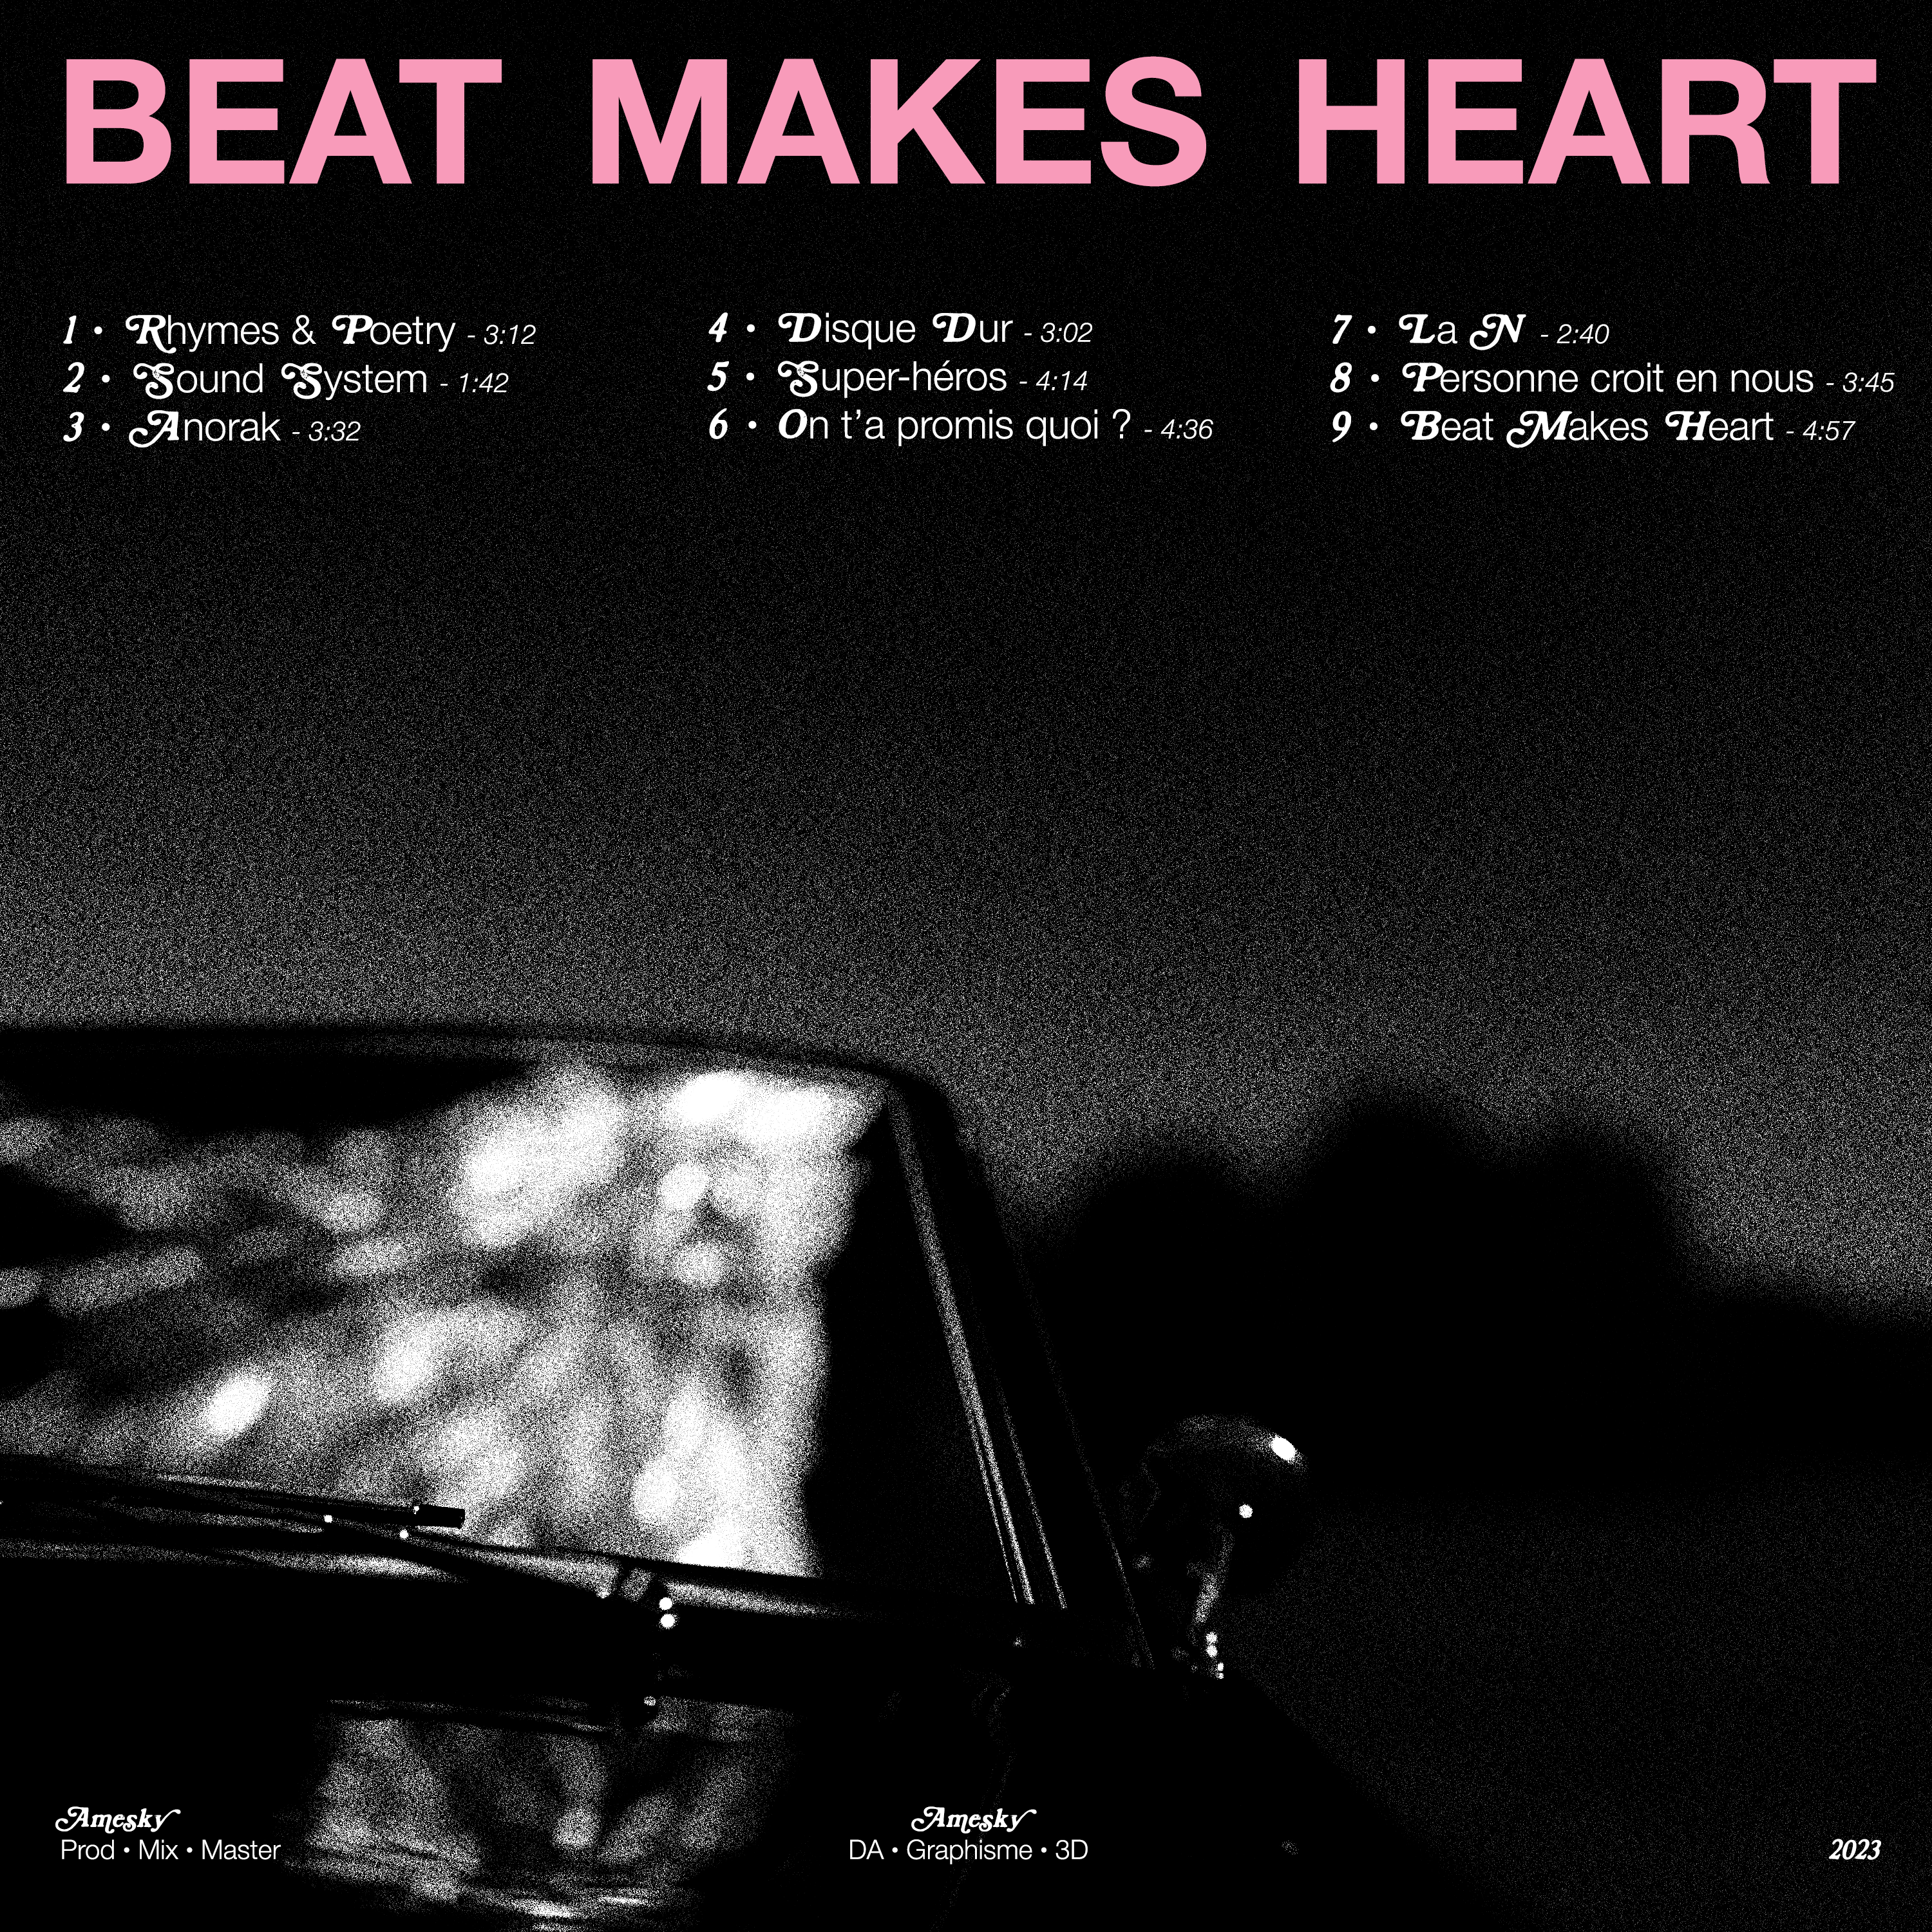 BEAT MAKES HEART
1 • Rhymes & Poetry - 3:12
2 • Sound System - 1:42
3 • Anorak - 3:32
4 • Disque Dur - 3:02
5 • Super-héros - 4:14
6 • On t’a promis quoi ? - 4:36
7 • La N - 2:40
8 • Personne croit en nous - 3:45
9 • Beat Makes Heart - 4:57
Amesky
Prod • Mix • Master
Amesky
DA • Graphisme • 3D
2023